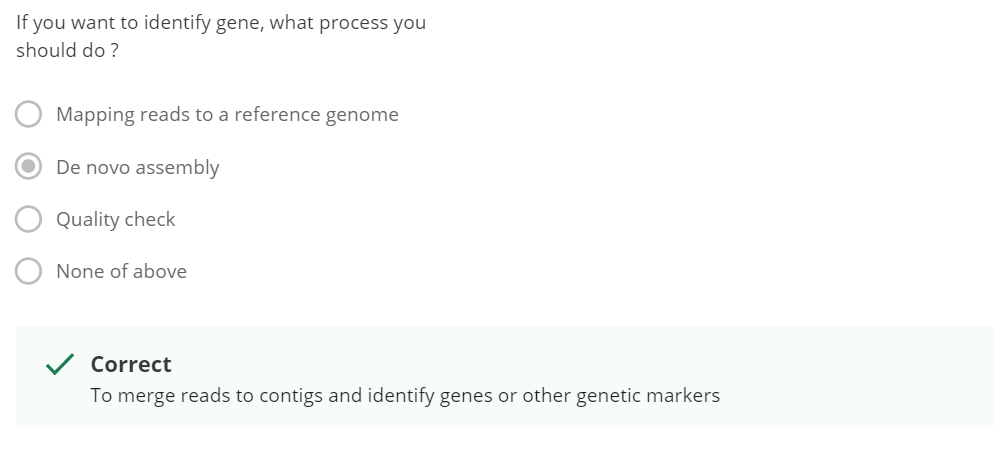 If you want to identify gene, what process you
should do ?
Mapping reads to a reference genome
De novo assembly
Quality check
None of above
Correct
To merge reads to contigs and identify genes or other genetic markers